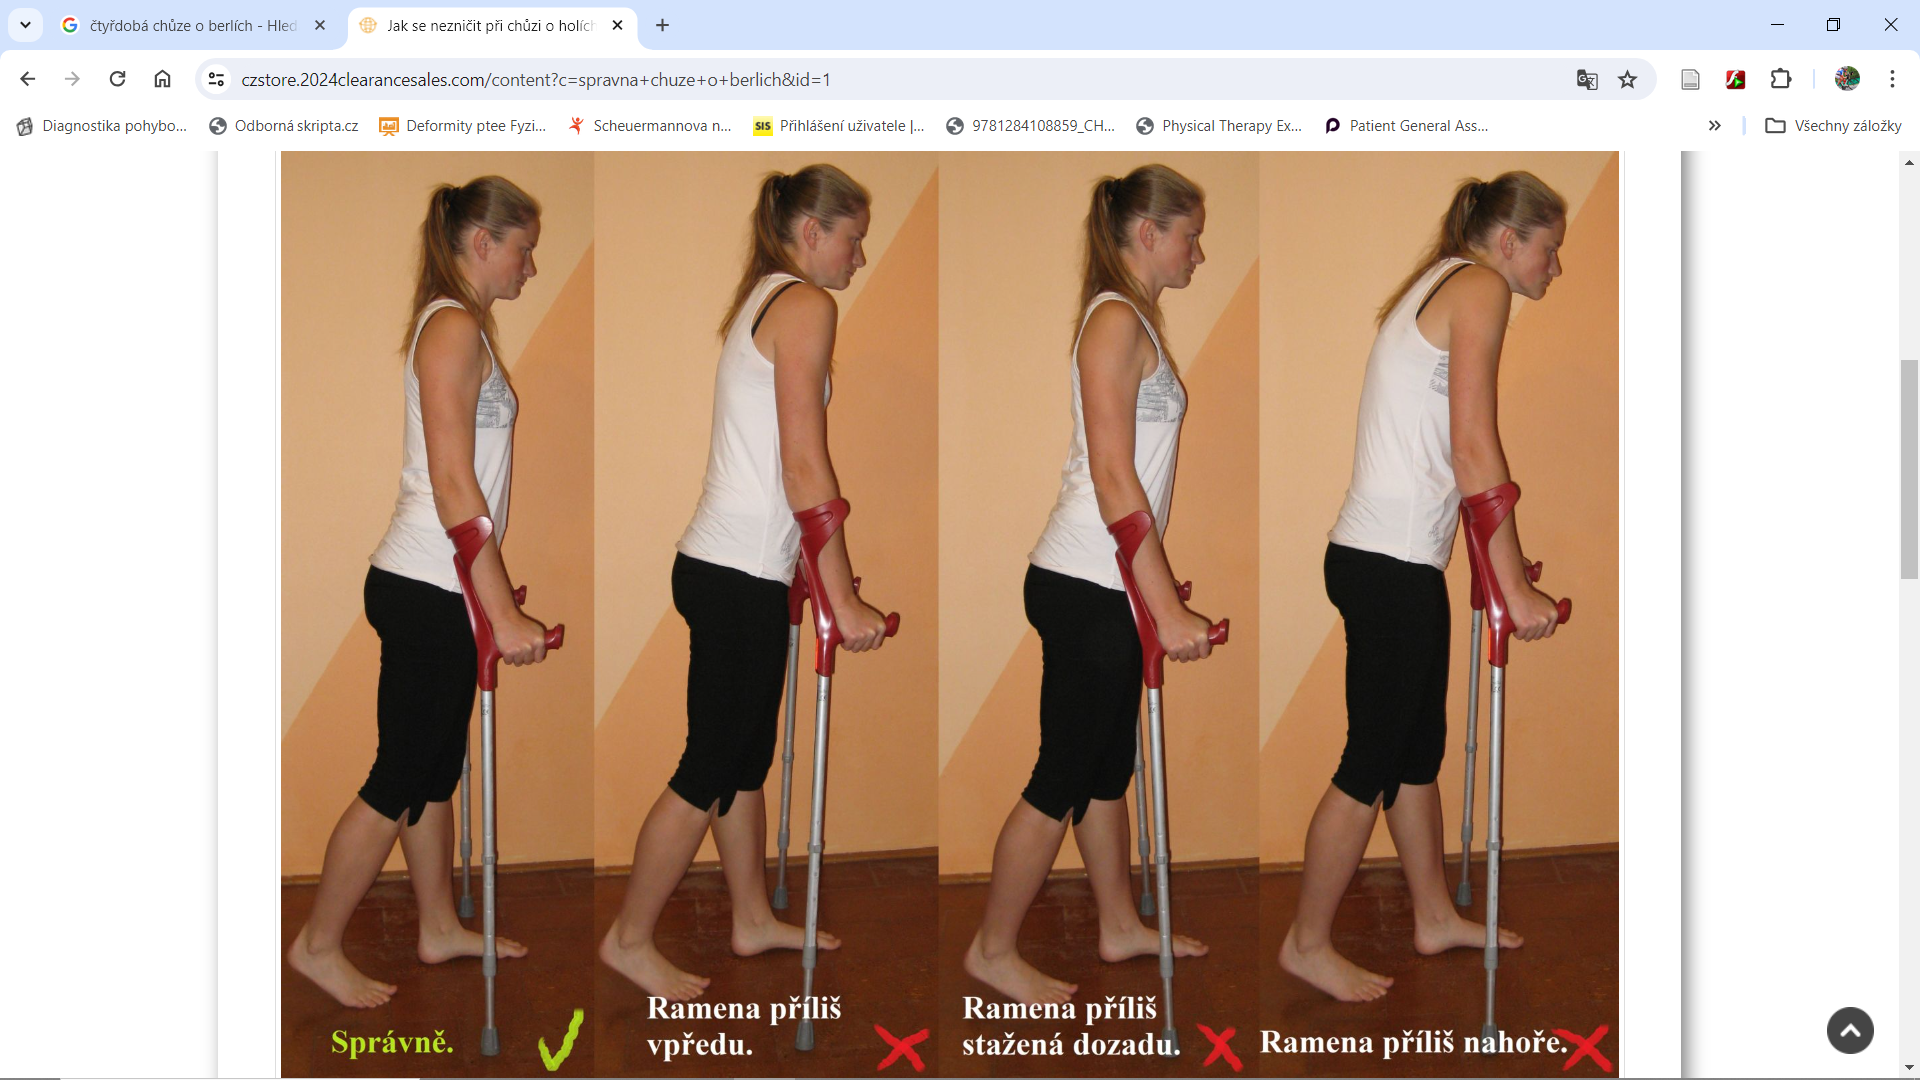 čtyřdobá chůze o berlích - Hled
Jak se nezničit při chůzi o holích
czstore.2024clearancesales.com/content?c=spravna+chuze+o+berlich&id=1
Diagnostika pohybo...
Odborná skripta.cz
Deformity ptee Fyzi...
Scheuermannova n...
SIS
Přihlášení uživatele |...
9781284108859_CH...
Physical Therapy Ex...
Patient General Ass...
Všechny záložky
Správně.
Ramena příliš
vpředu.
Ramena příliš
stažená dozadu.
Ramena příliš nahoře.